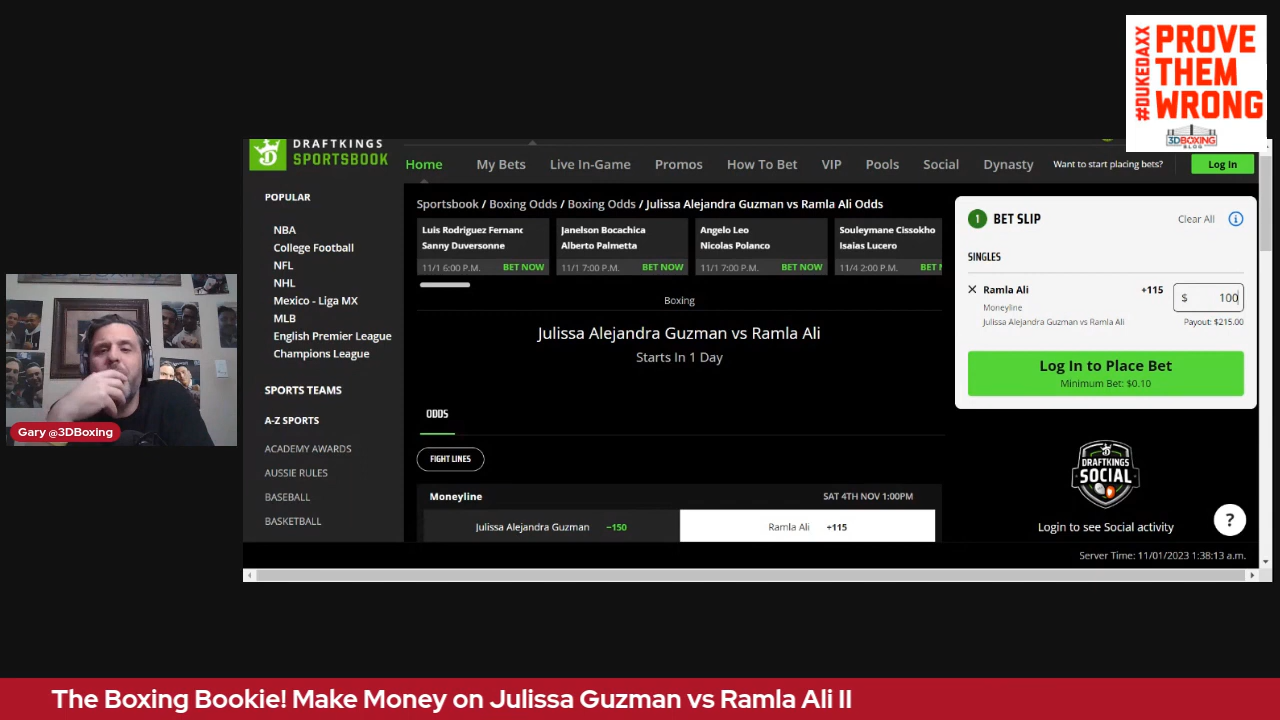 #DUKEDAXX
PROVE
THEM
WRONG
3DBOXING
BLOG
DRAFTKINGS
SPORTSBOOK
Home
My Bets
Live In-Game
Promos
How To Bet
VIP
Pools
Social
Dynasty
Want to start placing bets?
Log In
POPULAR
NBA
College Football
NFL
NHL
Mexico - Liga MX
MLB
English Premier League
Champions League
SPORTS TEAMS
A-Z SPORTS
ACADEMY AWARDS
AUSSIE RULES
BASEBALL
BASKETBALL
Sportsbook / Boxing Odds / Boxing Odds / Julissa Alejandra Guzman vs Ramla Ali Odds
Luis Rodriguez Fernanc
Sanny Duversonne
11/1 6:00 P.M. BET NOW
Janelson Bocachica
Alberto Palmetta
11/1 7:00 P.M. BET NOW
Angelo Leo
Nicolas Polanco
11/1 7:00 P.M. BET NOW
Souleymane Cissokho
Isaias Lucero
11/4 2:00 P.M. BET N
Boxing
Julissa Alejandra Guzman vs Ramla Ali
Starts In 1 Day
ODDS
FIGHT LINES
Moneyline SAT 4TH NOV 1:00PM
Julissa Alejandra Guzman −150
Ramla Ali +115
1 BET SLIP Clear All
SINGLES
Ramla Ali +115 $ 100
Moneyline
Julissa Alejandra Guzman vs Ramla Ali Payout: $215.00
Log In to Place Bet
Minimum Bet: $0.10
DRAFTKINGS
SOCIAL
Login to see Social activity
?
Server Time: 11/01/2023 1:38:13 a.m.
Gary @3DBoxing
The Boxing Bookie! Make Money on Julissa Guzman vs Ramla Ali II